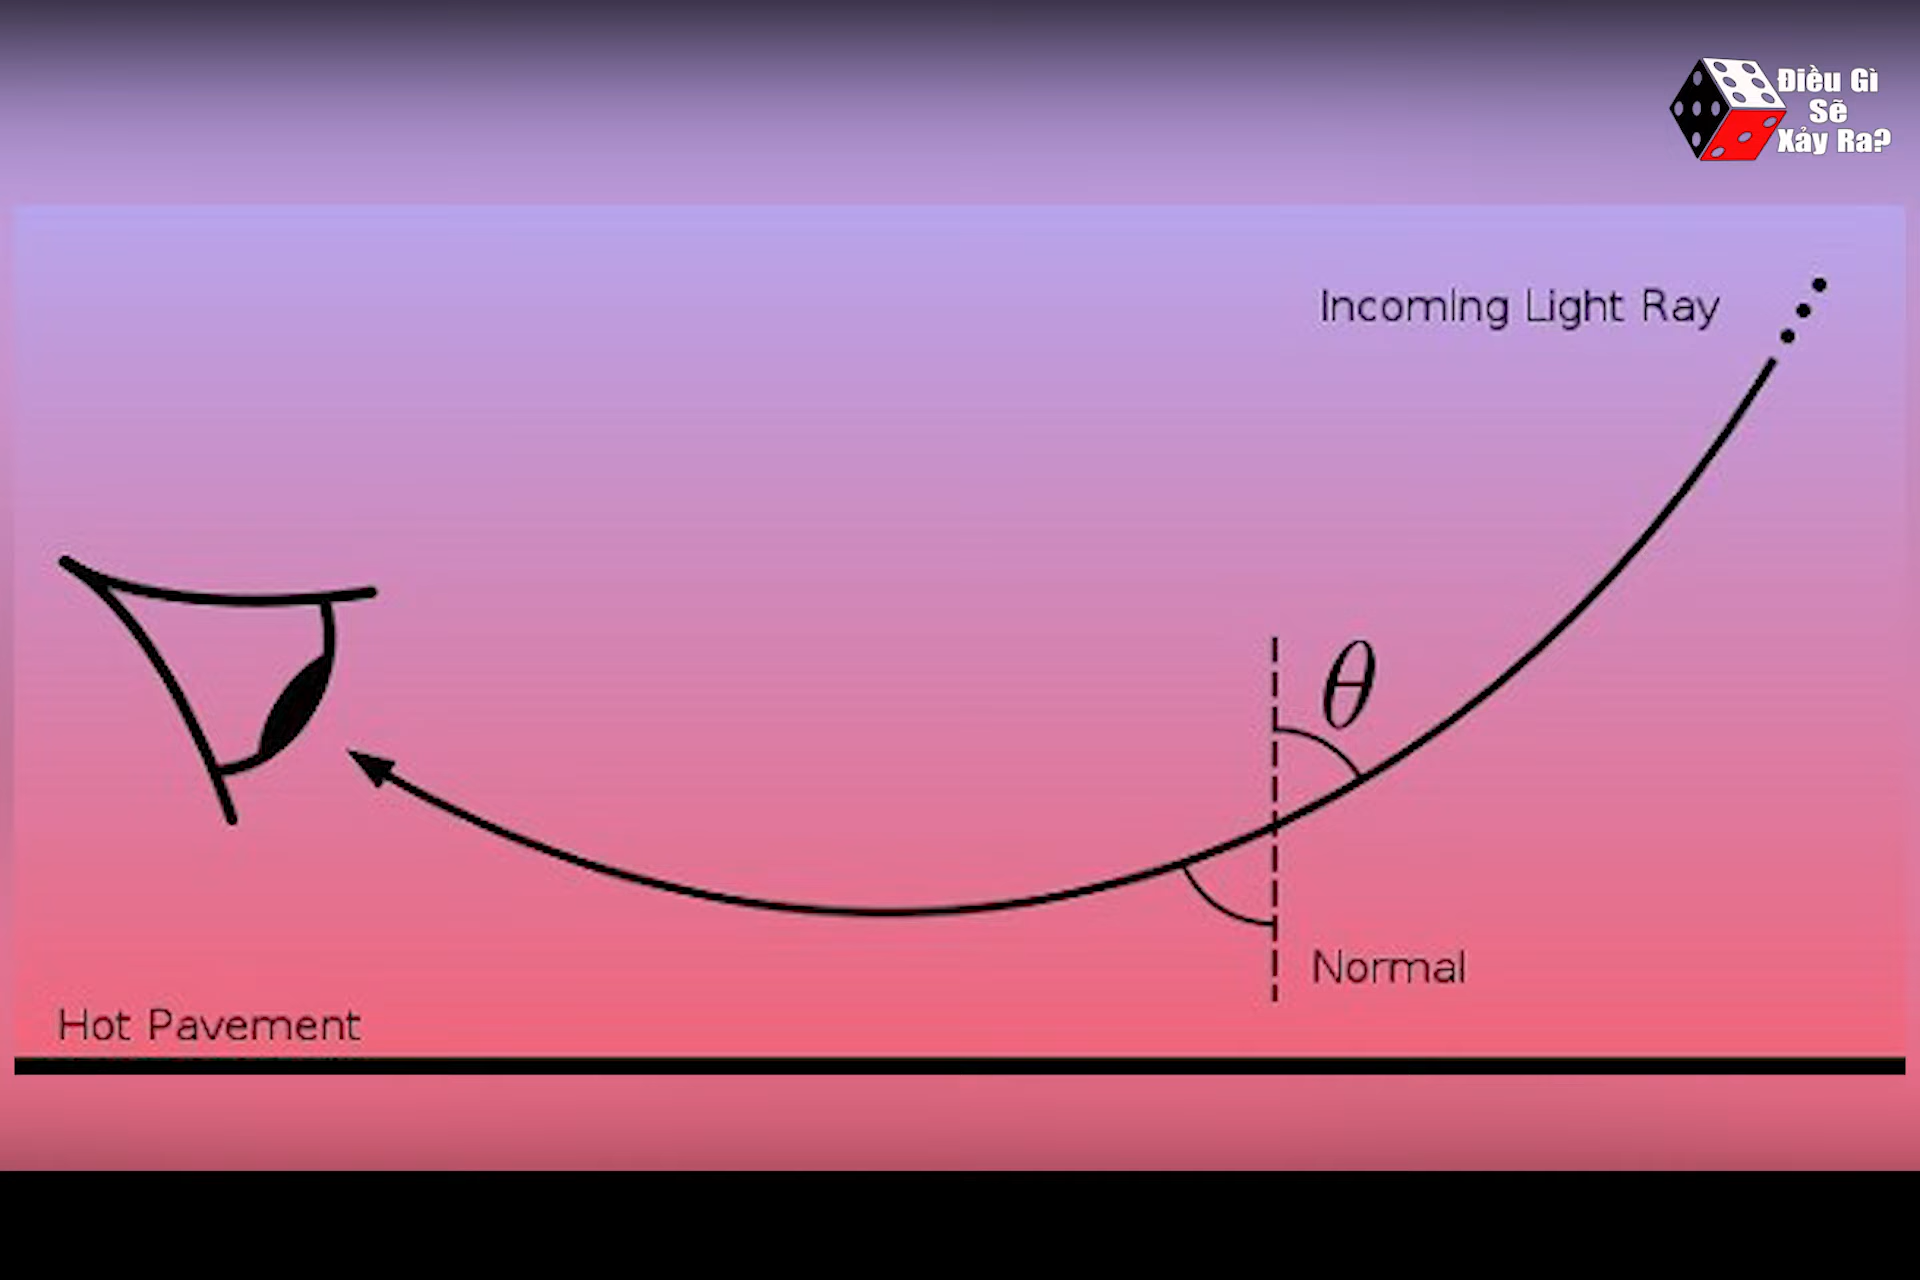 Điều Gì
Sẽ
Xảy Ra?
Incoming Light Ray
θ
Normal
Hot Pavement